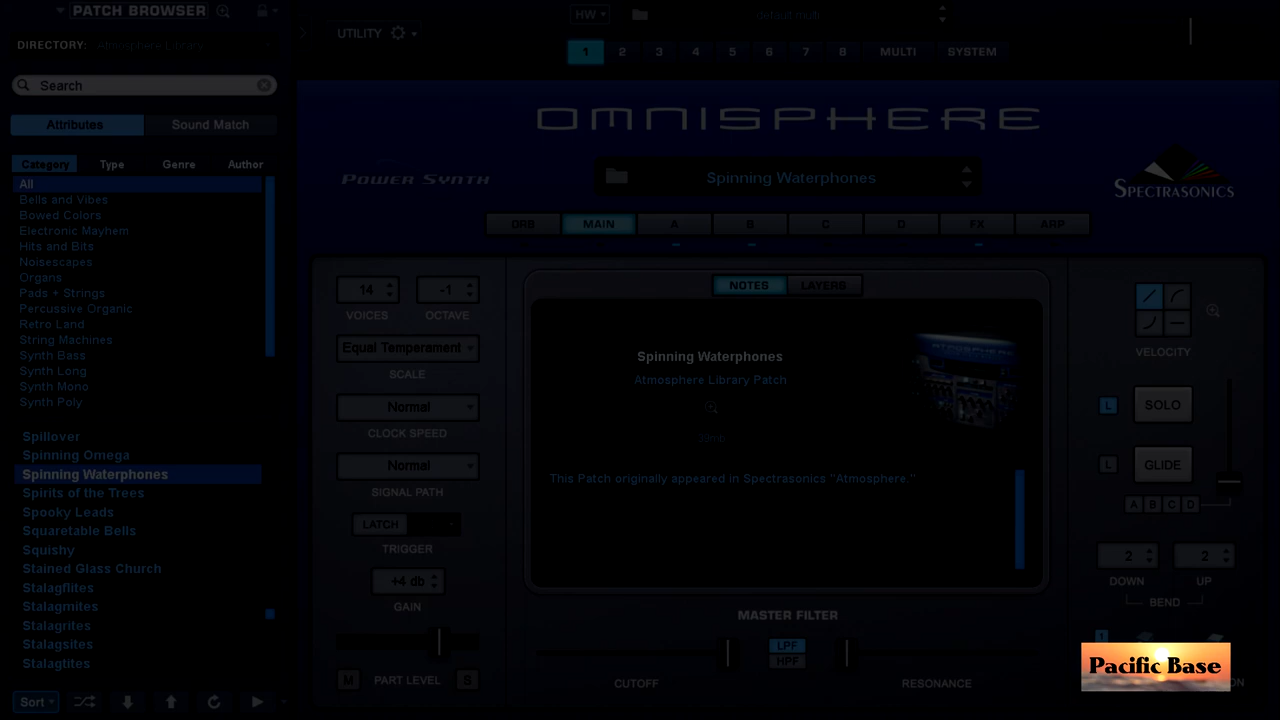 PATCH BROWSER
DIRECTORY: Atmosphere Library
Search
Attributes Sound Match
Category Type Genre Author
All
Bells and Vibes
Bowed Colors
Electronic Mayhem
Hits and Bits
Noisescapes
Organs
Pads + Strings
Percussive Organic
Retro Land
String Machines
Synth Bass
Synth Long
Synth Mono
Synth Poly
Spillover
Spinning Omega
Spinning Waterphones
Spirits of the Trees
Spooky Leads
Squaretable Bells
Squishy
Stained Glass Church
Stalagflites
Stalagmites
Stalagrites
Stalagsites
Stalagtites
Sort
UTILITY
HW
default multi
1 2 3 4 5 6 7 8 MULTI SYSTEM
OMNISPHERE
POWER SYNTH
Spinning Waterphones
SPECTRASONICS
ORB MAIN A B C D FX ARP
14 -1
VOICES OCTAVE
Equal Temperament
SCALE
Normal
CLOCK SPEED
Normal
SIGNAL PATH
LATCH
TRIGGER
+4 db
GAIN
M PART LEVEL S
NOTES LAYERS
Spinning Waterphones
Atmosphere Library Patch
ATMOSPHERE
This Patch originally appeared in Spectrasonics "Atmosphere."
MASTER FILTER
LPF
HPF
CUTOFF RESONANCE
VELOCITY
L SOLO
L GLIDE
A B C D
2 2
DOWN UP
BEND
1
Pacific Base